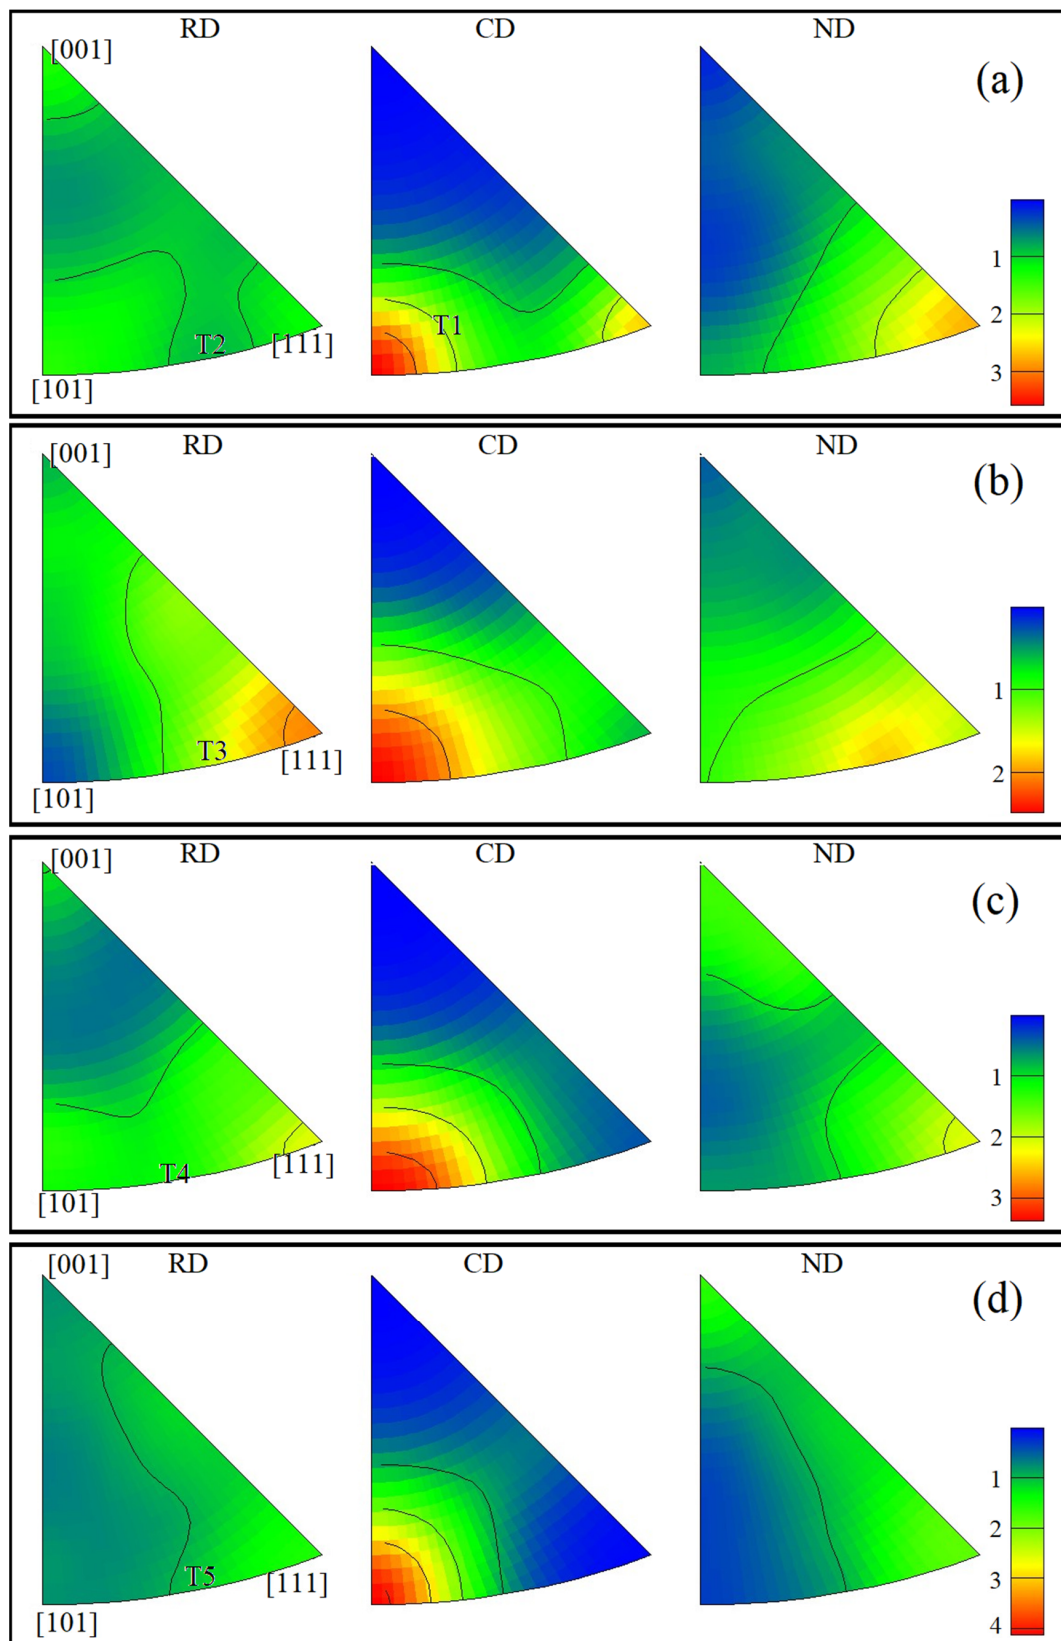 RD CD ND
[001] (a)
1
2
T1
T2 [111]
3
[101]
RD CD ND
[001] (b)
1
T3
[111]
2
[101]
RD CD ND
[001]
(c)
1
2
[111]
T4
3
[101]
[001] RD CD ND
(d)
1
2
T5
[111]
3
[101]
4